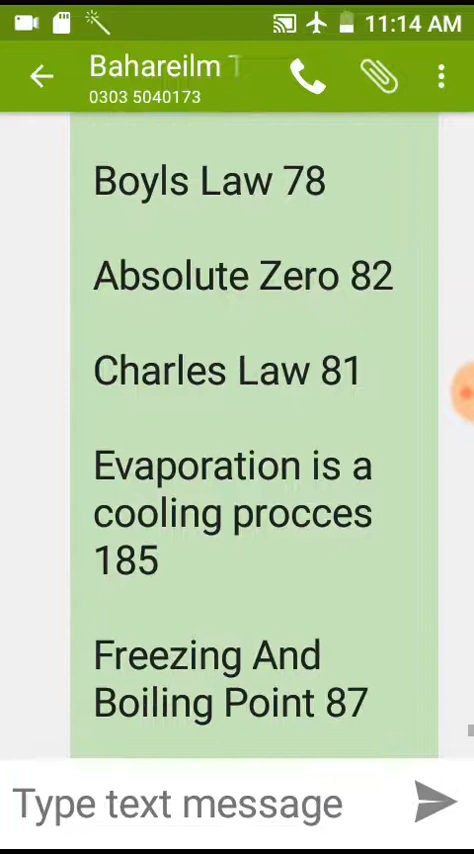 11:14 AM
Bahareilm T
0303 5040173
Boyls Law 78
Absolute Zero 82
Charles Law 81
Evaporation is a
cooling procces
185
Freezing And
Boiling Point 87
Type text message